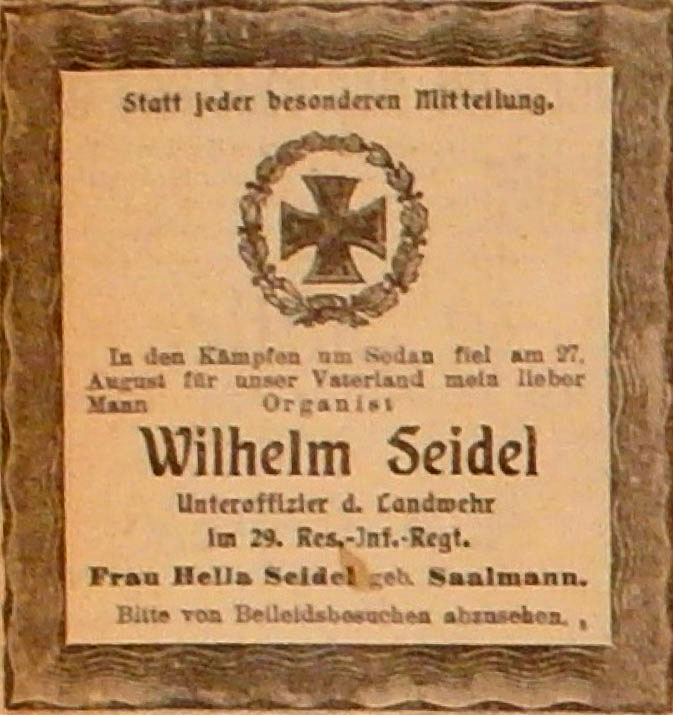 Statt jeder besonderen Mitteilung.
In den Kämpfen um Sedan fiel am 27.
August für unser Vaterland mein lieber
Mann Organist
Wilhelm Seidel
Unteroffizier d. Landwehr
im 29. Res.-Inf.-Regt.
Frau Hella Seidel geb. Saalmann.
Bitte von Beileidsbesuchen abzusehen.